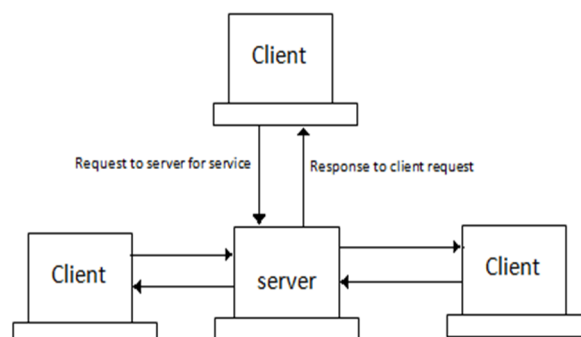 Client
Request to server for service
Response to client request
Client
server
Client